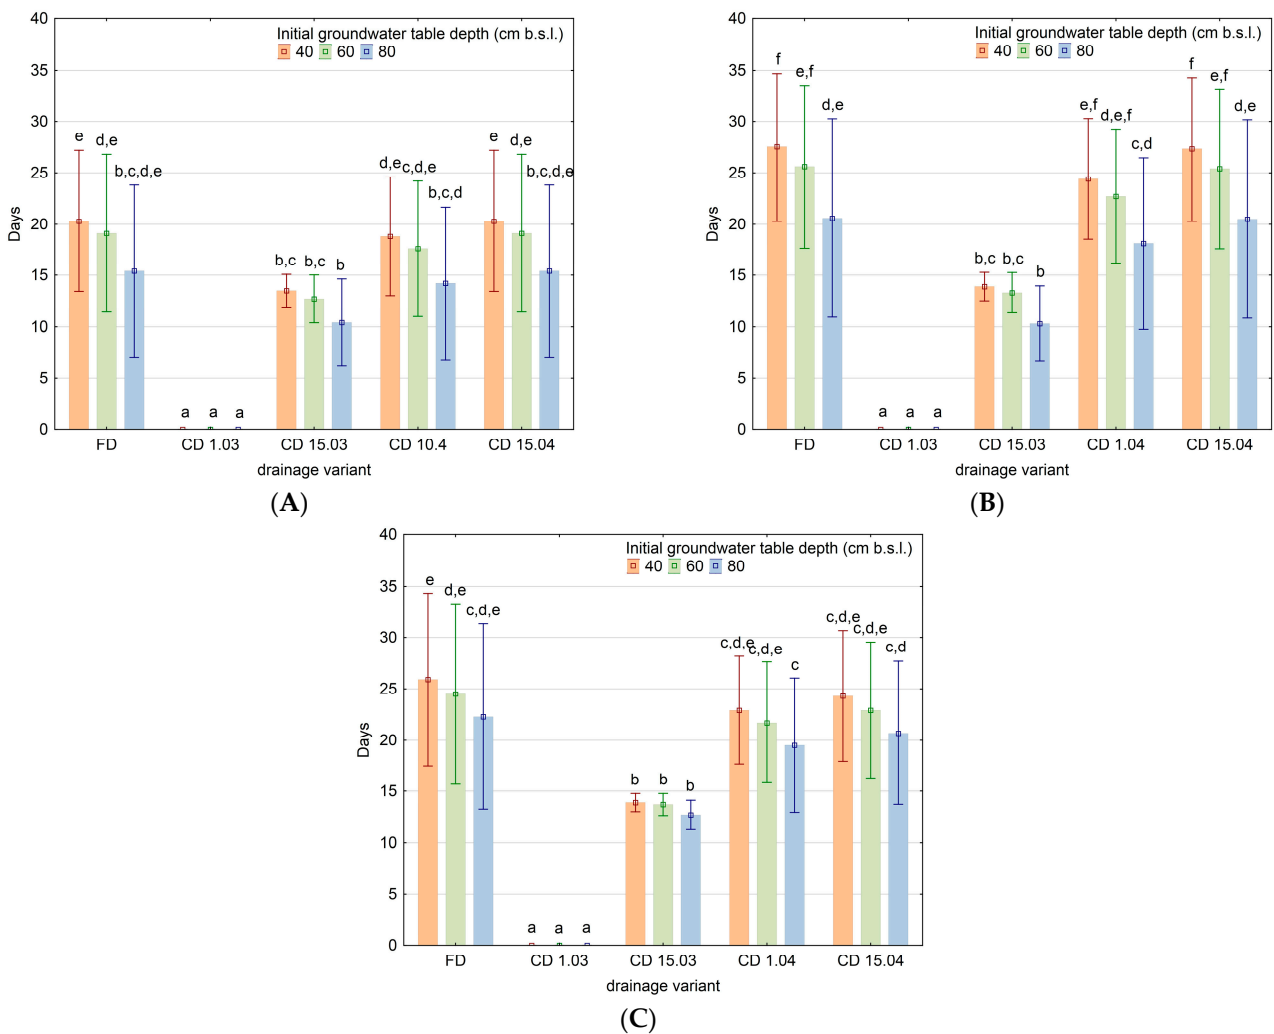 40
35
30
25
20
15
10
5
0
Days
Initial groundwater table depth (cm b.s.l.)
40 60 80
e d,e b,c,d,e
a a a
b,c b,c b
d,e c,d,e b,c,d
e d,e b,c,d,e
FD CD 1.03 CD 15.03 CD 10.4 CD 15.04
drainage variant
(A)
40
35
30
25
20
15
10
5
0
Initial groundwater table depth (cm b.s.l.)
40 60 80
f e,f d,e
a a a
b,c b,c b
e,f d,e,f c,d
f e,f d,e
FD CD 1.03 CD 15.03 CD 1.04 CD 15.04
drainage variant
(B)
40
35
30
25
20
15
10
5
0
Days
Initial groundwater table depth (cm b.s.l.)
40 60 80
e d,e c,d,e
a a a
b b b
c,d,e c,d,e c
c,d,e c,d,e c,d
FD CD 1.03 CD 15.03 CD 1.04 CD 15.04
drainage variant
(C)